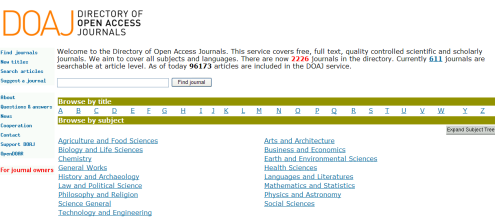 DOAJ DIRECTORY OF
OPEN ACCESS
JOURNALS
Find journals
New titles
Search articles
Suggest a journal
About
Questions & answers
News
Cooperation
Contact
Support DOAJ
OpenDOAR
For journal owners
Welcome to the Directory of Open Access Journals. This service covers free, full text, quality controlled scientific and scholarly
journals. We aim to cover all subjects and languages. There are now 2226 journals in the directory. Currently 611 journals are
searchable at article level. As of today 96173 articles are included in the DOAJ service.
Find journal
Browse by title
A B C D E F G H I J K L M N O P Q R S T U V W Y Z
Browse by subject
Expand Subject Tree
Agriculture and Food Sciences
Biology and Life Sciences
Chemistry
General Works
History and Archaeology
Law and Political Science
Philosophy and Religion
Science General
Technology and Engineering
Arts and Architecture
Business and Economics
Earth and Environmental Sciences
Health Sciences
Languages and Literatures
Mathematics and Statistics
Physics and Astronomy
Social Sciences